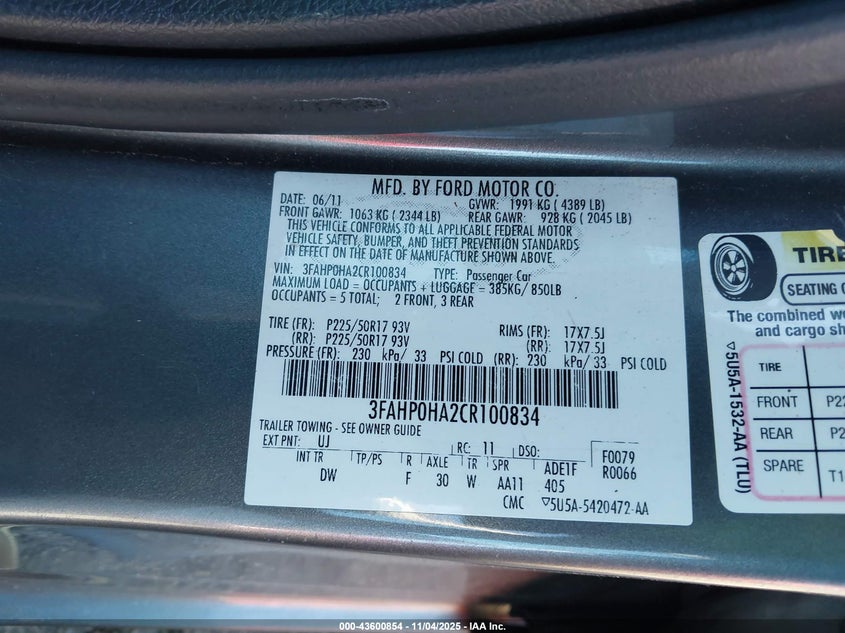 MFD. BY FORD MOTOR CO.
DATE: 06/11 GVWR: 1991 KG ( 4389 LB)
FRONT GAWR: 1063 KG ( 2344 LB) REAR GAWR: 928 KG ( 2045 LB)
THIS VEHICLE CONFORMS TO ALL APPLICABLE FEDERAL MOTOR
VEHICLE SAFETY, BUMPER, AND THEFT PREVENTION STANDARDS
IN EFFECT ON THE DATE OF MANUFACTURE SHOWN ABOVE.
VIN: 3FAHP0HA2CR100834 TYPE: Passenger Car
MAXIMUM LOAD = OCCUPANTS + LUGGAGE = 385KG/ 850LB
OCCUPANTS = 5 TOTAL; 2 FRONT, 3 REAR
TIRE (FR): P225/50R17 93V RIMS (FR): 17X7.5J
(RR): P225/50R17 93V (RR): 17X7.5J
PRESSURE (FR): 230 kPa/ 33 PSI COLD (RR): 230 kPa/ 33 PSI COLD
3FAHP0HA2CR100834
TRAILER TOWING - SEE OWNER GUIDE
EXT PNT: UJ RC: 11 DSO: F0079
INT TR TP/PS R AXLE TR SPR ADE1F R0066
DW F 30 W AA11 405
CMC ▽5U5A-5420472-AA
TIRE
SEATING
The combined
and cargo
▽5U5A-1532-AA (TLU)
TIRE
FRONT
REAR
SPARE
000-43600854 - 11/04/2025 - IAA Inc.